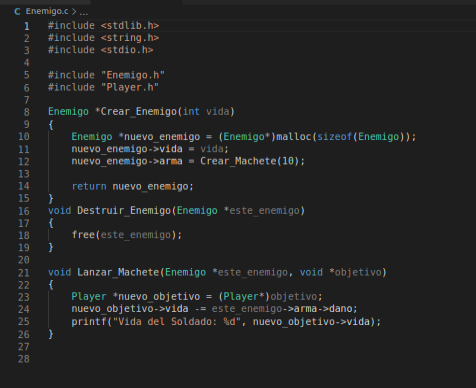 C Enemigo.c > ...
1 #include <stdlib.h>
2 #include <string.h>
3 #include <stdio.h>
4
5 #include "Enemigo.h"
6 #include "Player.h"
7
8 Enemigo *Crear_Enemigo(int vida)
9 {
10     Enemigo *nuevo_enemigo = (Enemigo*)malloc(sizeof(Enemigo));
11     nuevo_enemigo->vida = vida;
12     nuevo_enemigo->arma = Crear_Machete(10);
13
14     return nuevo_enemigo;
15 }
16 void Destruir_Enemigo(Enemigo *este_enemigo)
17 {
18     free(este_enemigo);
19 }
20
21 void Lanzar_Machete(Enemigo *este_enemigo, void *objetivo)
22 {
23     Player *nuevo_objetivo = (Player*)objetivo;
24     nuevo_objetivo->vida -= este_enemigo->arma->dano;
25     printf("Vida del Soldado: %d", nuevo_objetivo->vida);
26 }
27
28